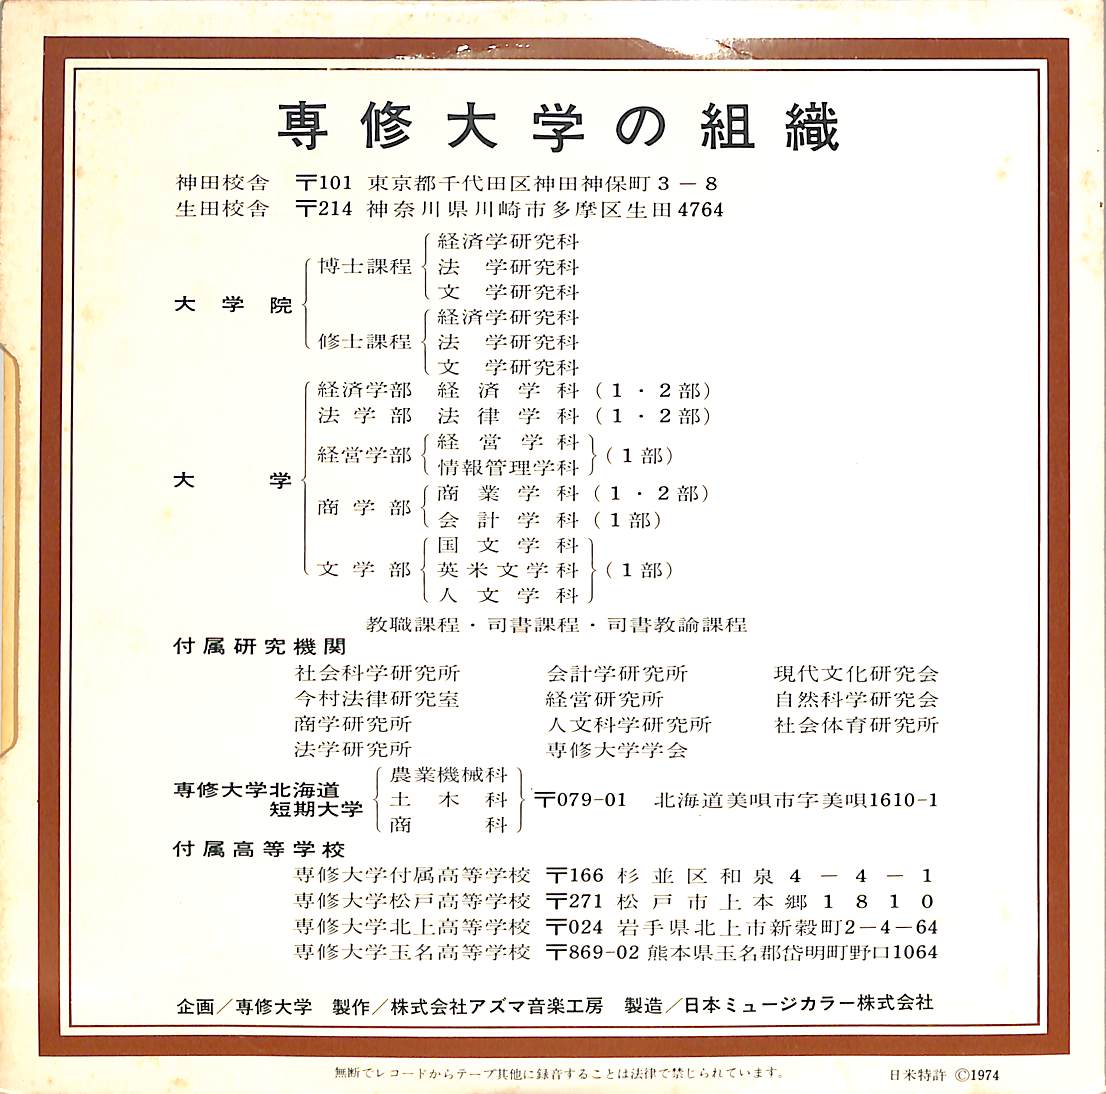 専修大学の組織
神田校舎 〒101 東京都千代田区神田神保町3－8
生田校舎 〒214 神奈川県川崎市多摩区生田4764
大学院
博士課程
経済学研究科
法学研究科
文学研究科
修士課程
経済学研究科
法学研究科
文学研究科
大学
経済学部 経済学科 (1・2部)
法学部 法律学科 (1・2部)
経営学部
経営学科
情報管理学科
(1部)
商学部
商業学科 (1・2部)
会計学科 (1部)
文学部
国文学科
英米文学科
人文学科
(1部)
教職課程・司書課程・司書教諭課程
付属研究機関
社会科学研究所 会計学研究所 現代文化研究会
今村法律研究室 経営研究所 自然科学研究会
商学研究所 人文科学研究所 社会体育研究所
法学研究所 専修大学学会
専修大学北海道
短期大学
農業機械科
土木科
商科
〒079-01 北海道美唄市字美唄1610-1
付属高等学校
専修大学付属高等学校 〒166 杉並区和泉4－4－1
専修大学松戸高等学校 〒271 松戸市上本郷1810
専修大学北上高等学校 〒024 岩手県北上市新穀町2－4－64
専修大学玉名高等学校 〒869-02 熊本県玉名郡岱明町野口1064
企画／専修大学 製作／株式会社アズマ音楽工房 製造／日本ミュージカラー株式会社
無断でレコードからテープ其他に録音することは法律で禁じられています。
日米特許 ©1974